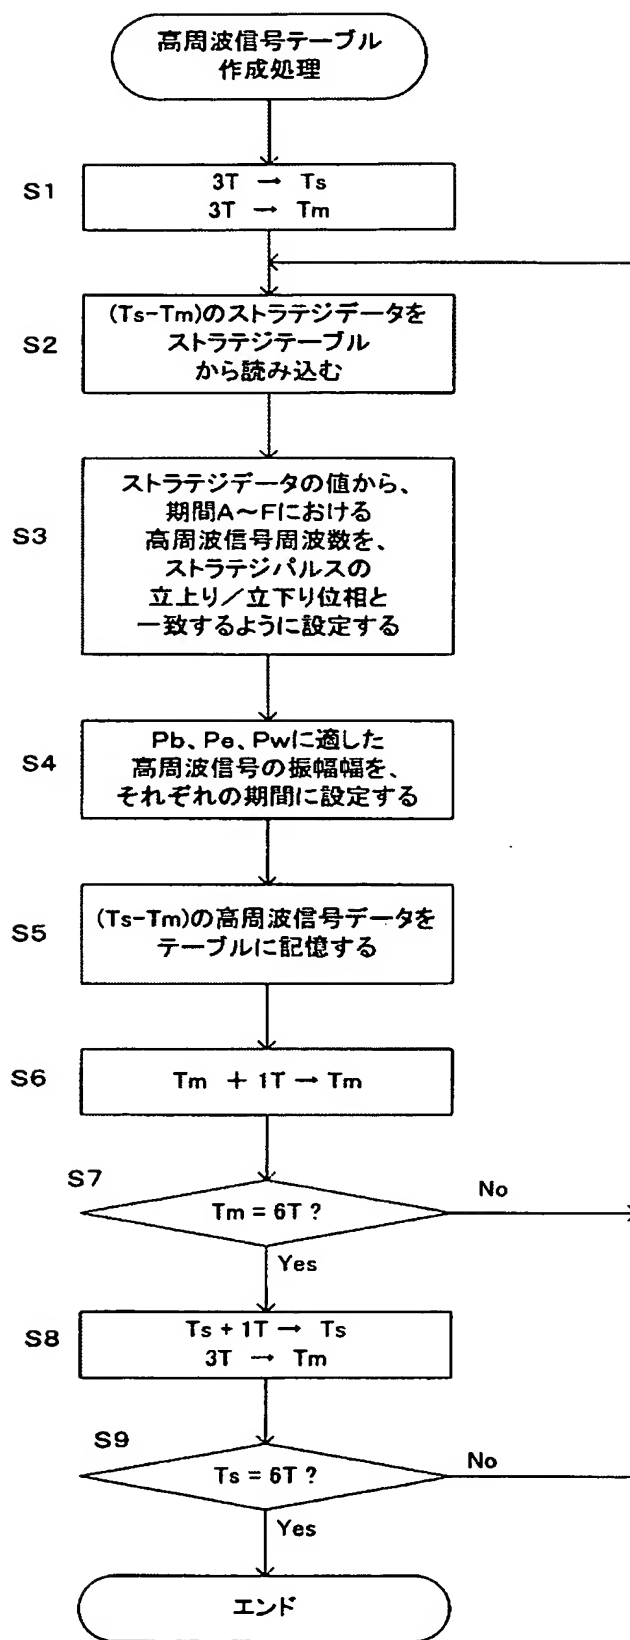 高周波信号テーブル
作成処理
S1
3T → Ts
3T → Tm
S2
(Ts-Tm)のストラテジデータを
ストラテジテーブル
から読み込む
S3
ストラテジデータの値から、
期間A～Fにおける
高周波信号周波数を、
ストラテジパルスの
立上り／立下り位相と
一致するように設定する
S4
Pb、Pe、Pwに適した
高周波信号の振幅幅を、
それぞれの期間に設定する
S5
(Ts-Tm)の高周波信号データを
テーブルに記憶する
S6
Tm + 1T → Tm
S7
Tm = 6T ?
No
Yes
S8
Ts + 1T → Ts
3T → Tm
S9
Ts = 6T ?
No
Yes
エンド